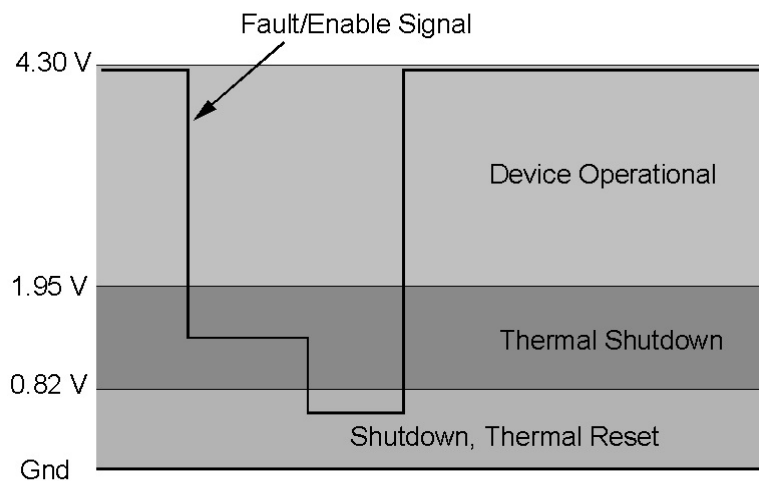 Fault/Enable Signal
4.30 V
Device Operational
1.95 V
Thermal Shutdown
0.82 V
Shutdown, Thermal Reset
Gnd